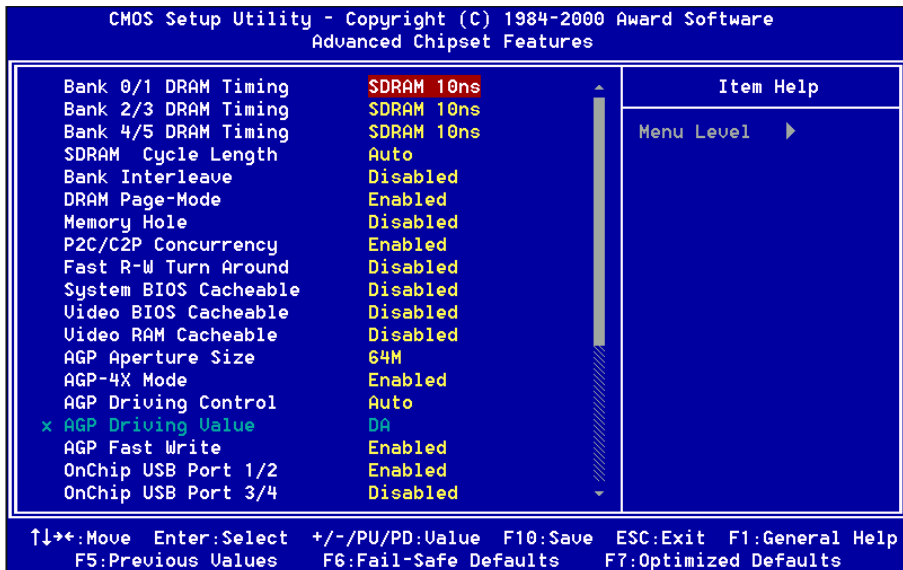 CMOS Setup Utility - Copyright (C) 1984-2000 Award Software
Advanced Chipset Features
Bank 0/1 DRAM Timing SDRAM 10ns
Bank 2/3 DRAM Timing SDRAM 10ns
Bank 4/5 DRAM Timing SDRAM 10ns
SDRAM Cycle Length Auto
Bank Interleave Disabled
DRAM Page-Mode Enabled
Memory Hole Disabled
P2C/C2P Concurrency Enabled
Fast R-W Turn Around Disabled
System BIOS Cacheable Disabled
Video BIOS Cacheable Disabled
Video RAM Cacheable Disabled
AGP Aperture Size 64M
AGP-4X Mode Enabled
AGP Driving Control Auto
x AGP Driving Value DA
AGP Fast Write Enabled
OnChip USB Port 1/2 Enabled
OnChip USB Port 3/4 Disabled
Item Help
Menu Level ▶
↑↓→←:Move Enter:Select +/-/PU/PD:Value F10:Save ESC:Exit F1:General Help
F5:Previous Values F6:Fail-Safe Defaults F7:Optimized Defaults